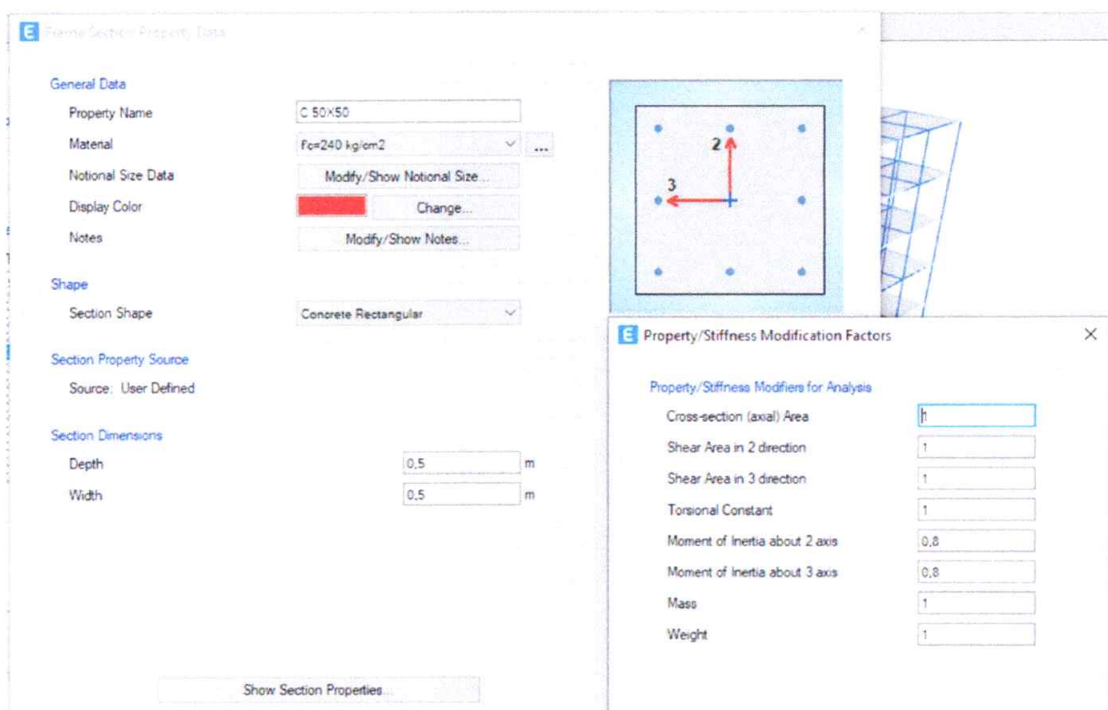 E Frame Section Property Data
General Data
Property Name C 50X50
Material f'c=240 kg/cm2 ...
Notional Size Data Modify/Show Notional Size...
Display Color Change...
Notes Modify/Show Notes...
Shape
Section Shape Concrete Rectangular
Section Property Source
Source: User Defined
Section Dimensions
Depth 0,5 m
Width 0,5 m
Show Section Properties...
2
3
E Property/Stiffness Modification Factors
Property/Stiffness Modifiers for Analysis
Cross-section (axial) Area 1
Shear Area in 2 direction 1
Shear Area in 3 direction 1
Torsional Constant 1
Moment of Inertia about 2 axis 0,8
Moment of Inertia about 3 axis 0,8
Mass 1
Weight 1